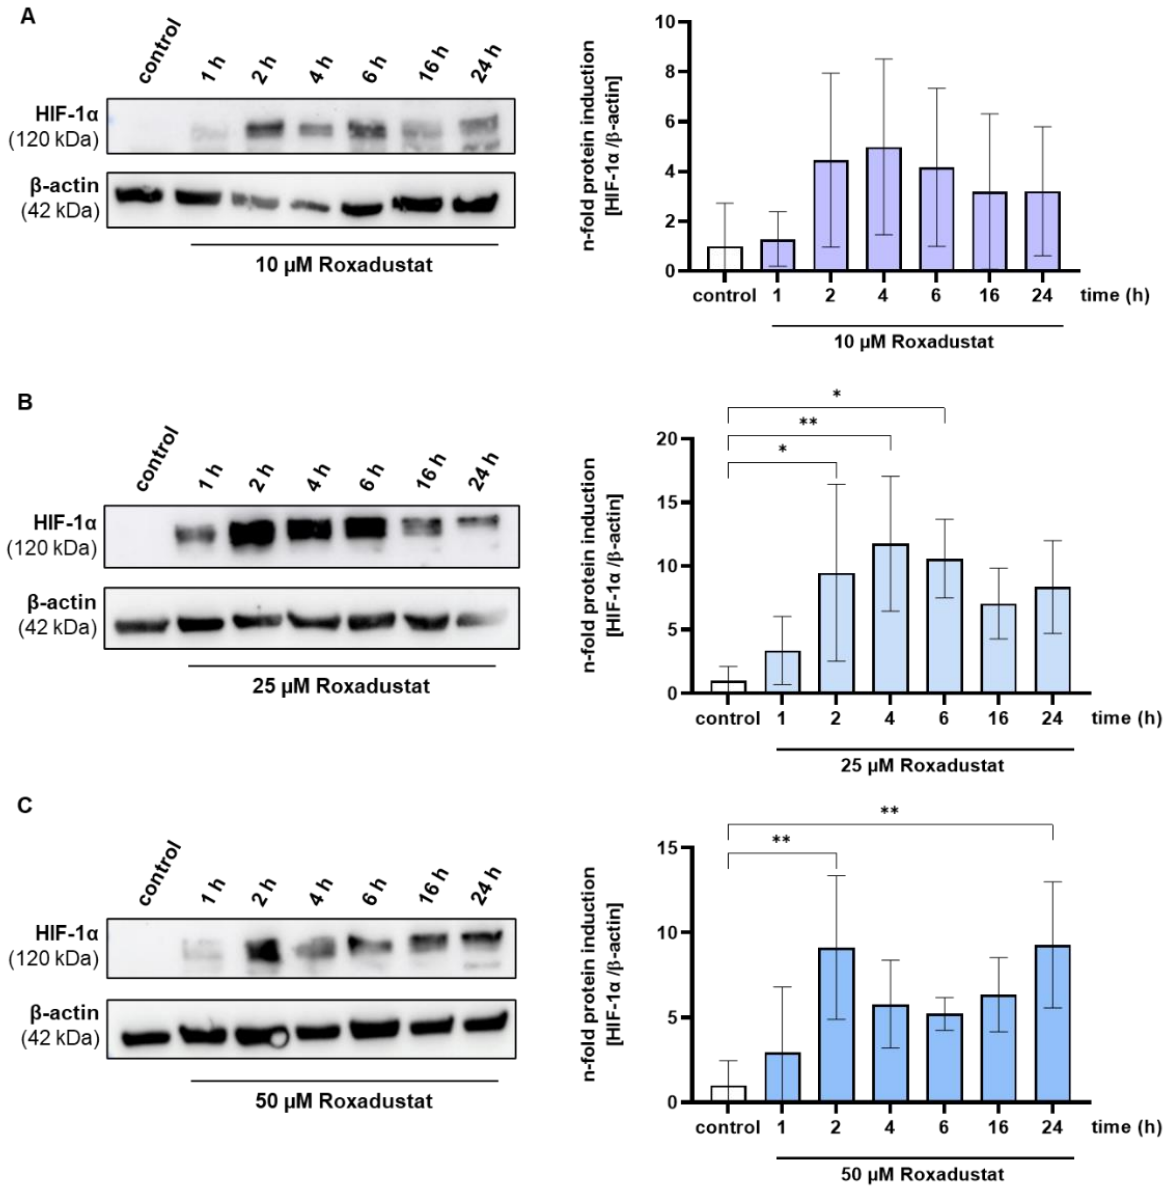 A
control 1 h 2 h 4 h 6 h 16 h 24 h
HIF-1α
(120 kDa)
β-actin
(42 kDa)
10 µM Roxadustat
n-fold protein induction
[HIF-1α /β-actin]
10
8
6
4
2
0
control 1 2 4 6 16 24 time (h)
10 µM Roxadustat
B
control 1 h 2 h 4 h 6 h 16 h 24 h
HIF-1α
(120 kDa)
β-actin
(42 kDa)
25 µM Roxadustat
n-fold protein induction
[HIF-1α /β-actin]
*
**
*
20
15
10
5
0
control 1 2 4 6 16 24 time (h)
25 µM Roxadustat
C
control 1 h 2 h 4 h 6 h 16 h 24 h
HIF-1α
(120 kDa)
β-actin
(42 kDa)
50 µM Roxadustat
n-fold protein induction
[HIF-1α /β-actin]
**
**
15
10
5
0
control 1 2 4 6 16 24 time (h)
50 µM Roxadustat